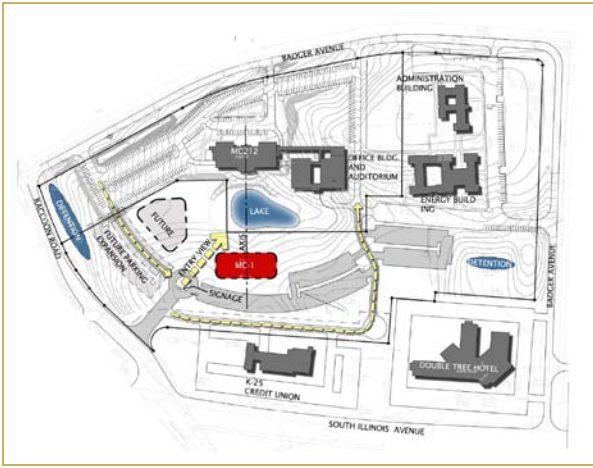 BADGER AVENUE
ADMINISTRATION
BUILDING
MC212
OFFICE BLDG
AND
AUDITORIUM
ENERGY BUILD
ING
DETENTION
RACCOON ROAD
FUTURE
LAKE
AXIS
ENTRY VIEW
MC-1
FUTURE PARKING
EXPANSION
SIGNAGE
DETENTION
BADGER AVENUE
DOUBLE TREE HOTEL
K-25
CREDIT UNION
SOUTH ILLINOIS AVENUE